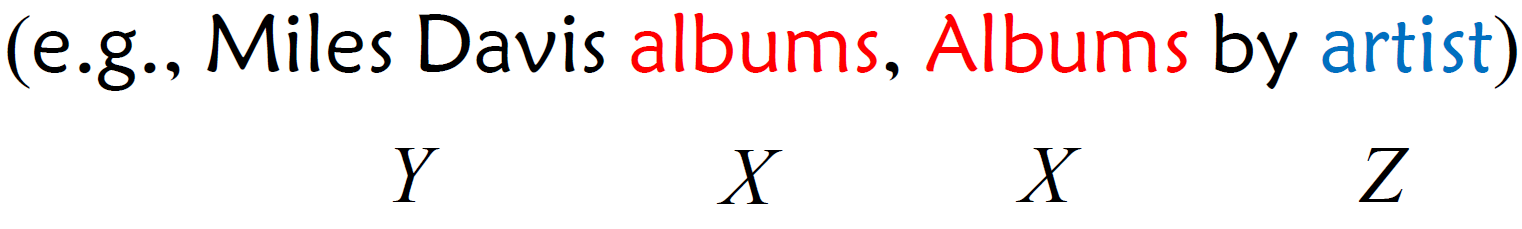 (e.g., Miles Davis albums, Albums by artist)
Y X X Z